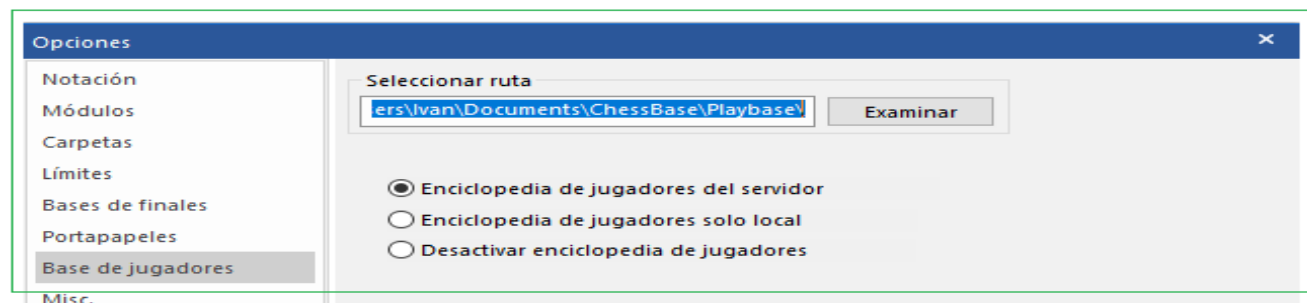 Opciones
Notación
Módulos
Carpetas
Límites
Bases de finales
Portapapeles
Base de jugadores
Misc.
Seleccionar ruta
ers\Ivan\Documents\ChessBase\Playbase\
Examinar
Enciclopedia de jugadores del servidor
Enciclopedia de jugadores solo local
Desactivar enciclopedia de jugadores